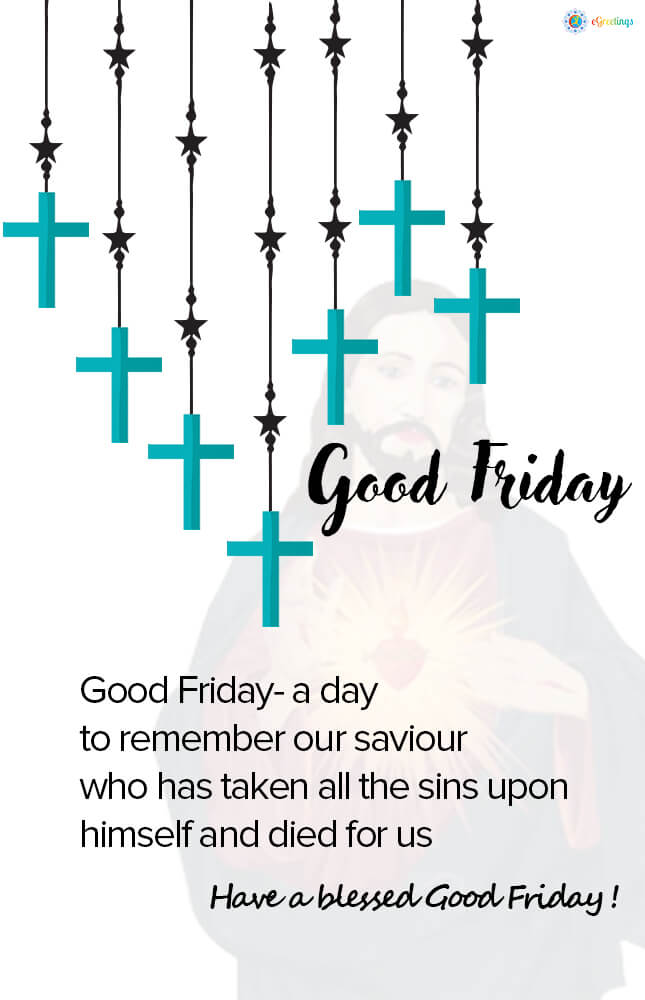 eGreetings
Good Friday
Good Friday- a day
to remember our saviour
who has taken all the sins upon
himself and died for us
Have a blessed Good Friday !